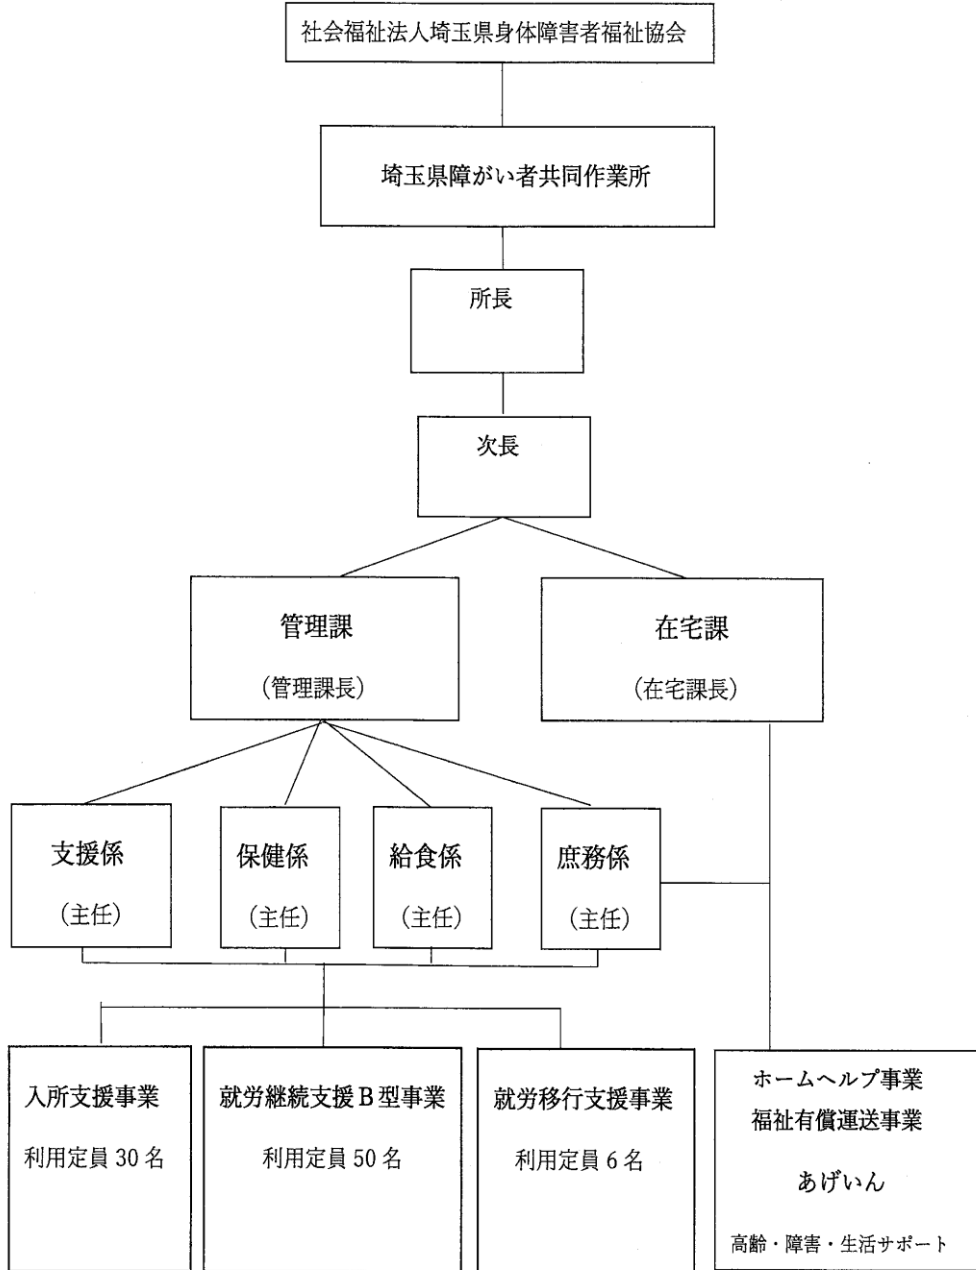 社会福祉法人埼玉県身体障害者福祉協会
埼玉県障がい者共同作業所
所長
次長
管理課
（管理課長）
在宅課
（在宅課長）
支援係
（主任）
保健係
（主任）
給食係
（主任）
庶務係
（主任）
入所支援事業
利用定員 30 名
就労継続支援Ｂ型事業
利用定員 50 名
就労移行支援事業
利用定員 6 名
ホームヘルプ事業
福祉有償運送事業
あげいん
高齢・障害・生活サポート